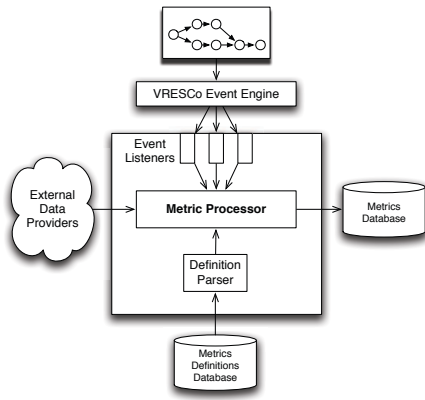 VRESCo Event Engine
Event
Listeners
External
Data
Providers
Metric Processor
Metrics
Database
Definition
Parser
Metrics
Definitions
Database